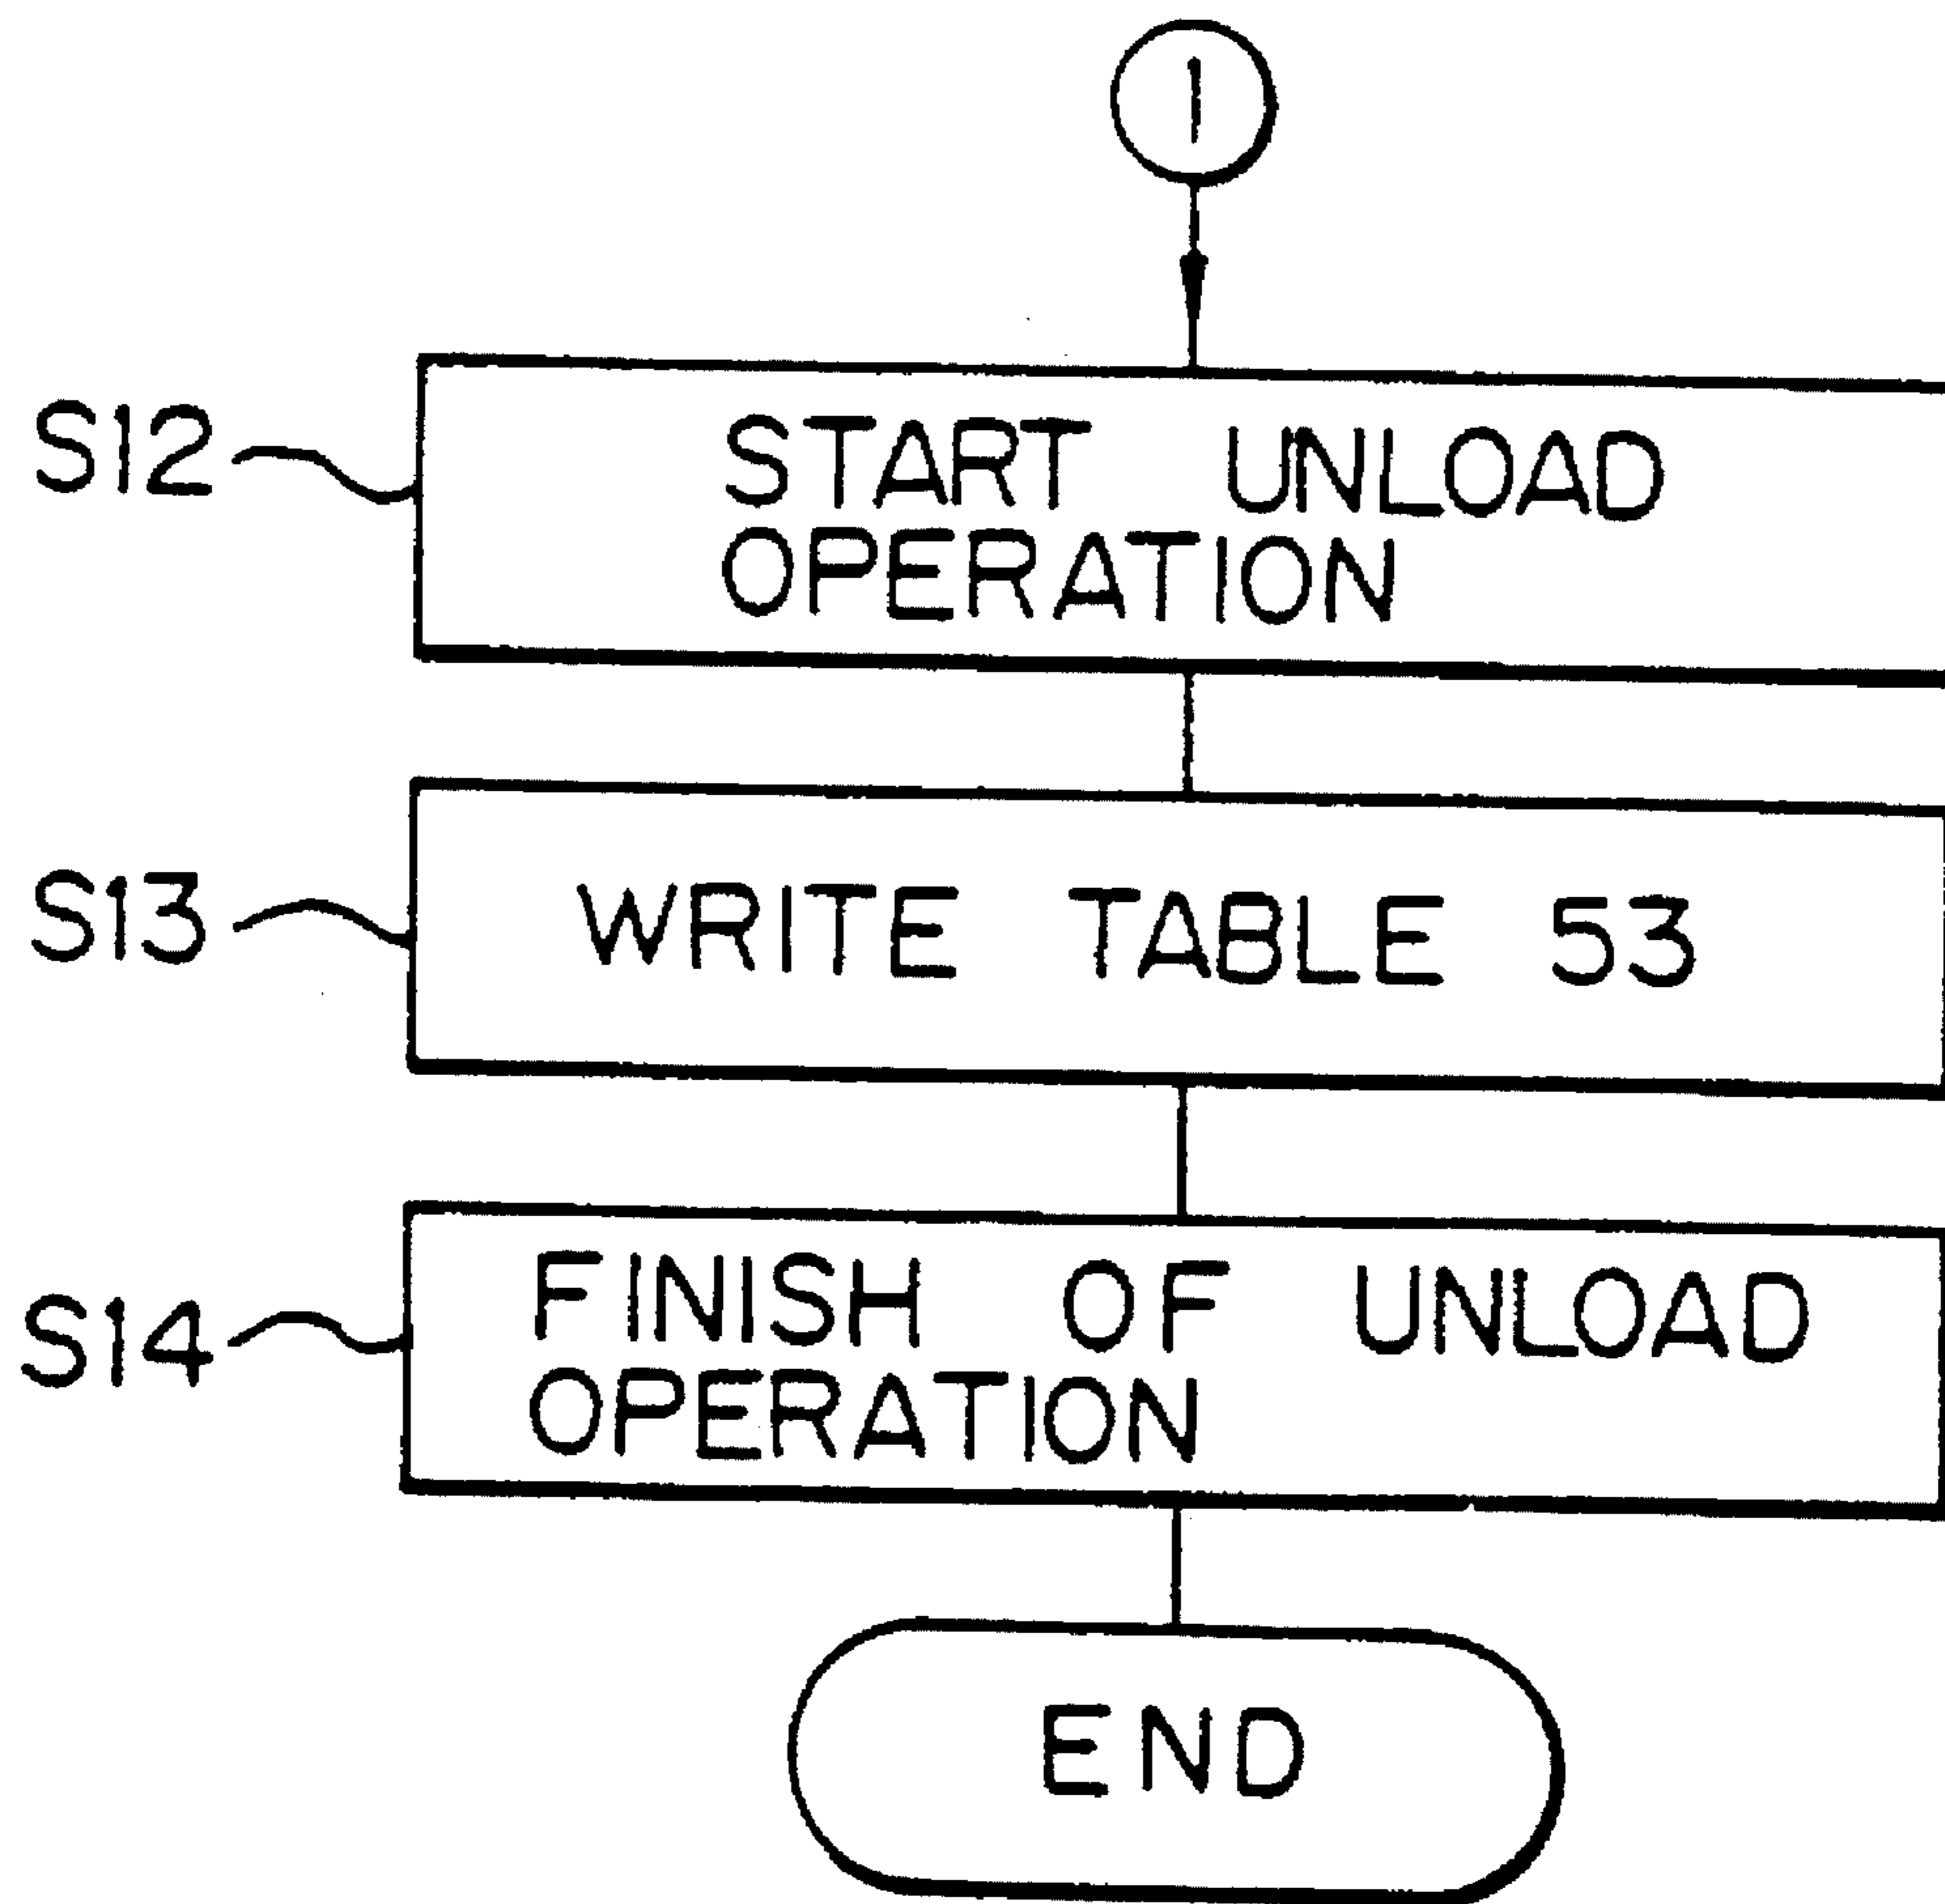 1
S12
START UNLOAD
OPERATION
S13
WRITE TABLE 53
S14
FINISH OF UNLOAD
OPERATION
END